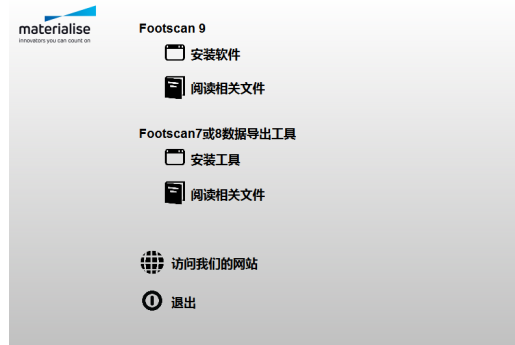 materialise
innovators you can count on
Footscan 9
安装软件
阅读相关文件
Footscan7或8数据导出工具
安装工具
阅读相关文件
访问我们的网站
退出